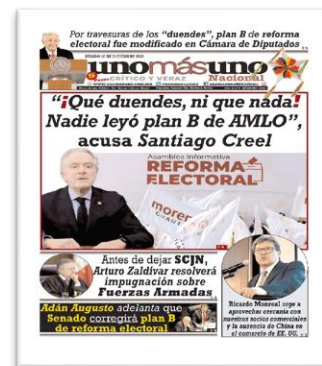 Por travesuras de los "duendes", plan B de reforma
electoral fue modificado en Cámara de Diputados
unomásuno
CRÍTICO Y VERAZ
Nacional
"¡Qué duendes, ni que nada!
Nadie leyó plan B de AMLO",
acusa Santiago Creel
Asamblea Informativa
REFORMA
ELECTORAL
morena
Antes de dejar SCJN,
Arturo Zaldívar resolverá
impugnación sobre
Fuerzas Armadas
Adán Augusto adelanta que
Senado corregirá plan B
de reforma electoral
Ricardo Monreal urge a
aprovechar cercanía con
nuestros socios comerciales
y la ausencia de China en
el comercio de EE. UU.